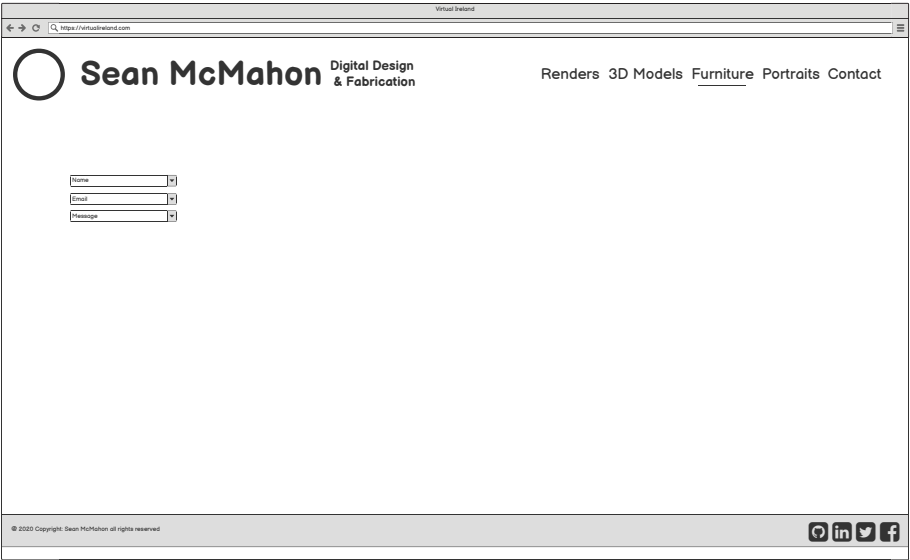 Virtual Ireland
https://virtualireland.com
Sean McMahon
Digital Design
& Fabrication
Renders 3D Models Furniture Portraits Contact
Name
Email
Message
© 2020 Copyright: Sean McMahon all rights reserved